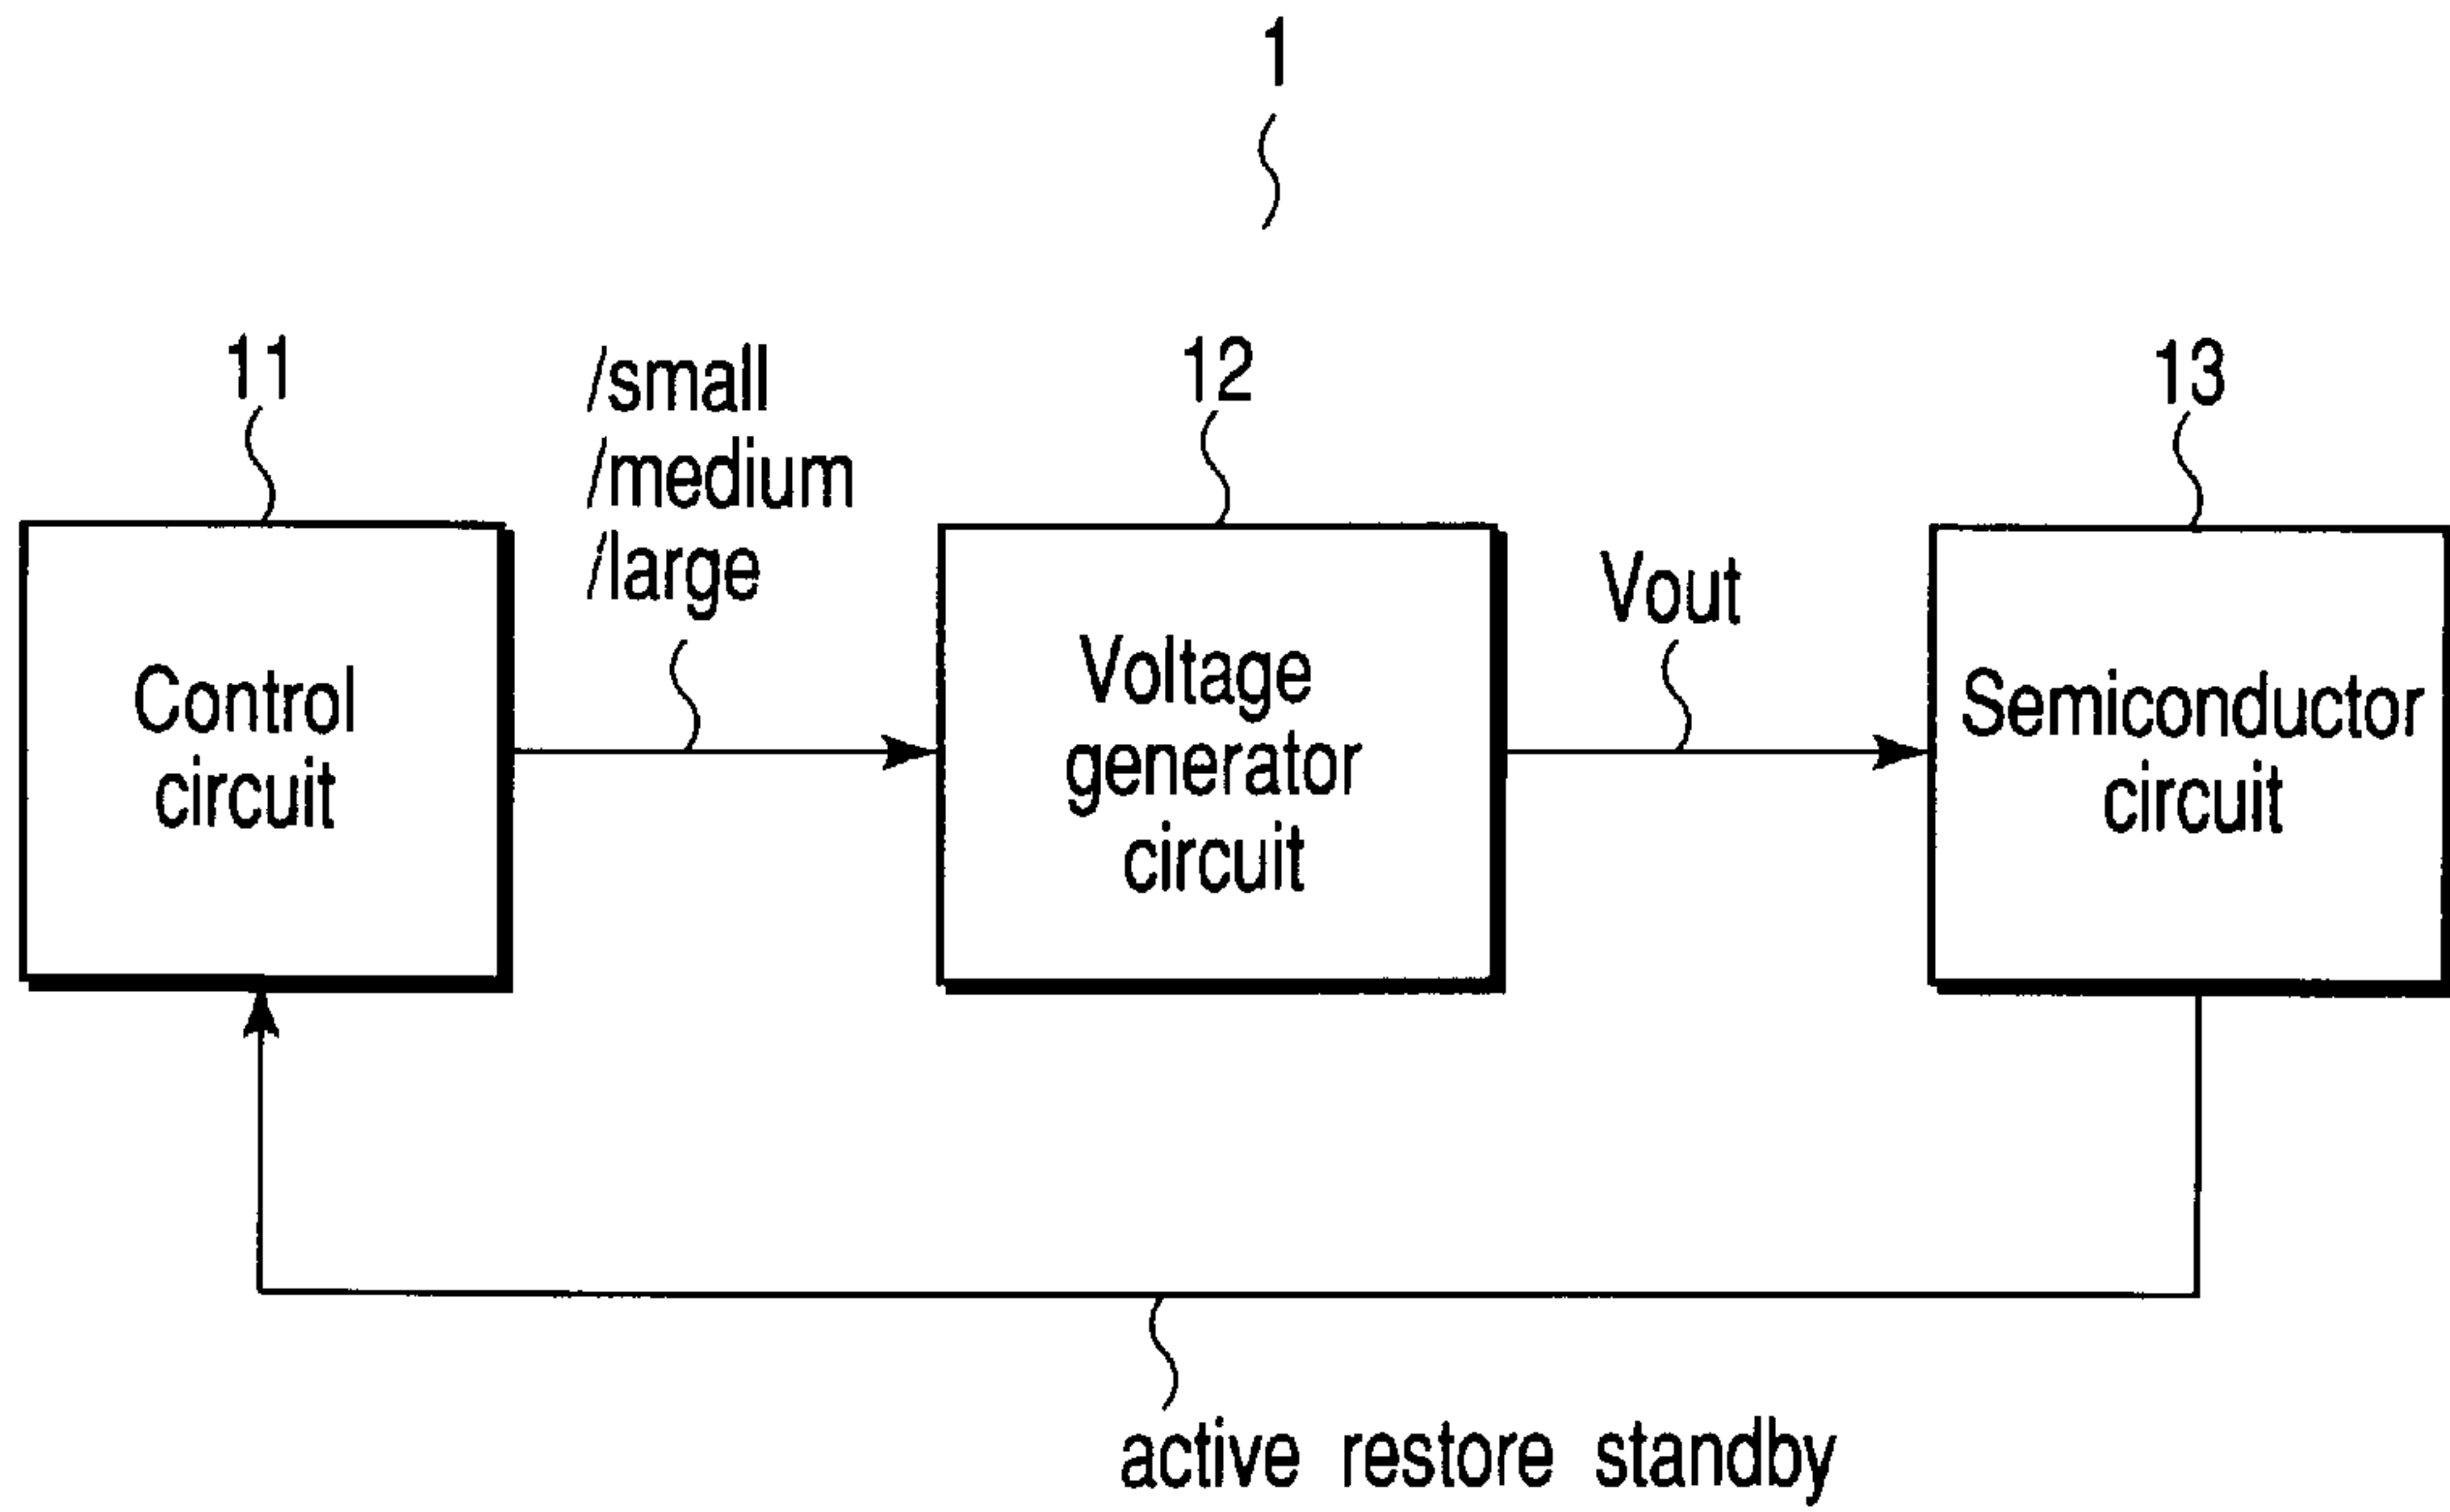 1
11
/small
/medium
/large
12
13
Vout
Control
circuit
Voltage
generator
circuit
Semiconductor
circuit
active restore standby